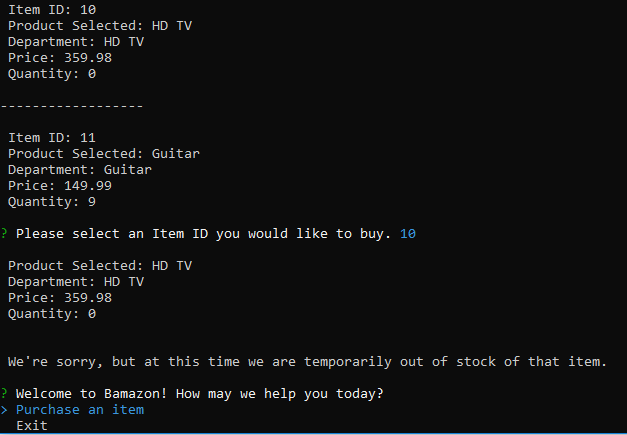 Item ID: 10
Product Selected: HD TV
Department: HD TV
Price: 359.98
Quantity: 0
------------------
Item ID: 11
Product Selected: Guitar
Department: Guitar
Price: 149.99
Quantity: 9
? Please select an Item ID you would like to buy. 10
Product Selected: HD TV
Department: HD TV
Price: 359.98
Quantity: 0
We're sorry, but at this time we are temporarily out of stock of that item.
? Welcome to Bamazon! How may we help you today?
> Purchase an item
Exit